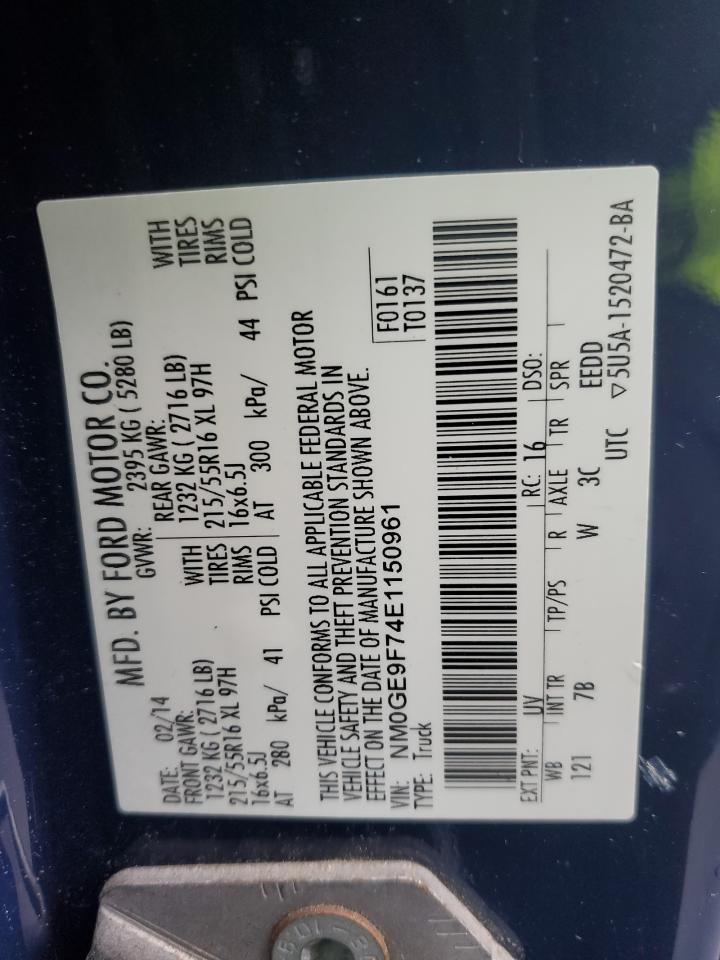 MFD. BY FORD MOTOR CO.
DATE: 02/14 GVWR: 2395 KG ( 5280 LB)
FRONT GAWR: REAR GAWR:
1232 KG ( 2716 LB) WITH 1232 KG ( 2716 LB) WITH
215/55R16 XL 97H TIRES 215/55R16 XL 97H TIRES
16x6.5J RIMS 16x6.5J RIMS
AT 280 kPa/ 41 PSI COLD AT 300 kPa/ 44 PSI COLD
THIS VEHICLE CONFORMS TO ALL APPLICABLE FEDERAL MOTOR
VEHICLE SAFETY AND THEFT PREVENTION STANDARDS IN
EFFECT ON THE DATE OF MANUFACTURE SHOWN ABOVE.
VIN: NM0GE9F74E1150961 F0161
TYPE: Truck T0137
EXT PNT: UV RC: 16 DSO:
WB INT TR TP/PS R AXLE TR SPR
121 7B W 3C EEDD
UTC ▽5U5A-1520472-BA